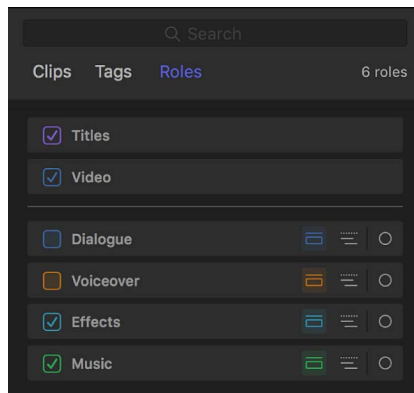 Search
Clips Tags Roles 6 roles
Titles
Video
Dialogue
Voiceover
Effects
Music